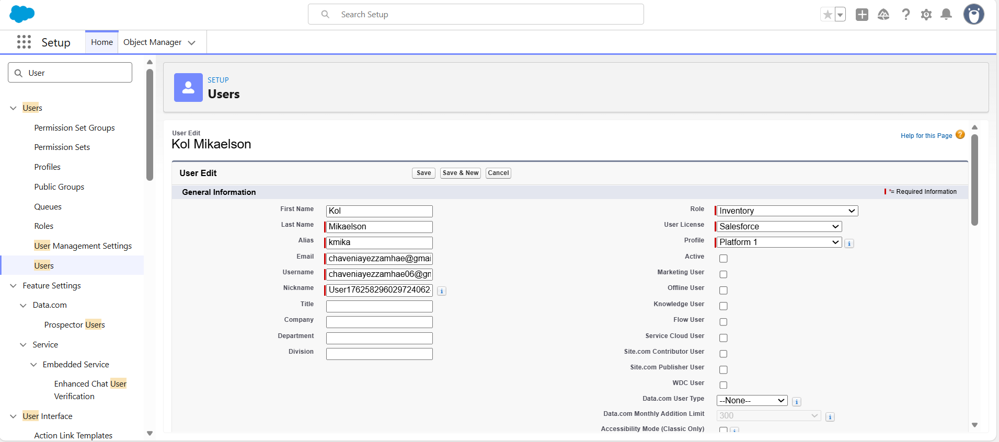 Search Setup
Setup
Home
Object Manager
User
Users
Permission Set Groups
Permission Sets
Profiles
Public Groups
Queues
Roles
User Management Settings
Users
Feature Settings
Data.com
Prospector Users
Service
Embedded Service
Enhanced Chat User
Verification
User Interface
Action Link Templates
SETUP
Users
User Edit
Kol Mikaelson
Help for this Page ?
User Edit
Save
Save & New
Cancel
General Information
*= Required Information
First Name Kol
Last Name Mikaelson
Alias kmika
Email chaveniayezzamhae@gmai
Username chaveniayezzamhae06@gm
Nickname User176258296029724062
Title
Company
Department
Division
Role Inventory
User License Salesforce
Profile Platform 1
Active
Marketing User
Offline User
Knowledge User
Flow User
Service Cloud User
Site.com Contributor User
Site.com Publisher User
WDC User
Data.com User Type --None--
Data.com Monthly Addition Limit 300
Accessibility Mode (Classic Only)